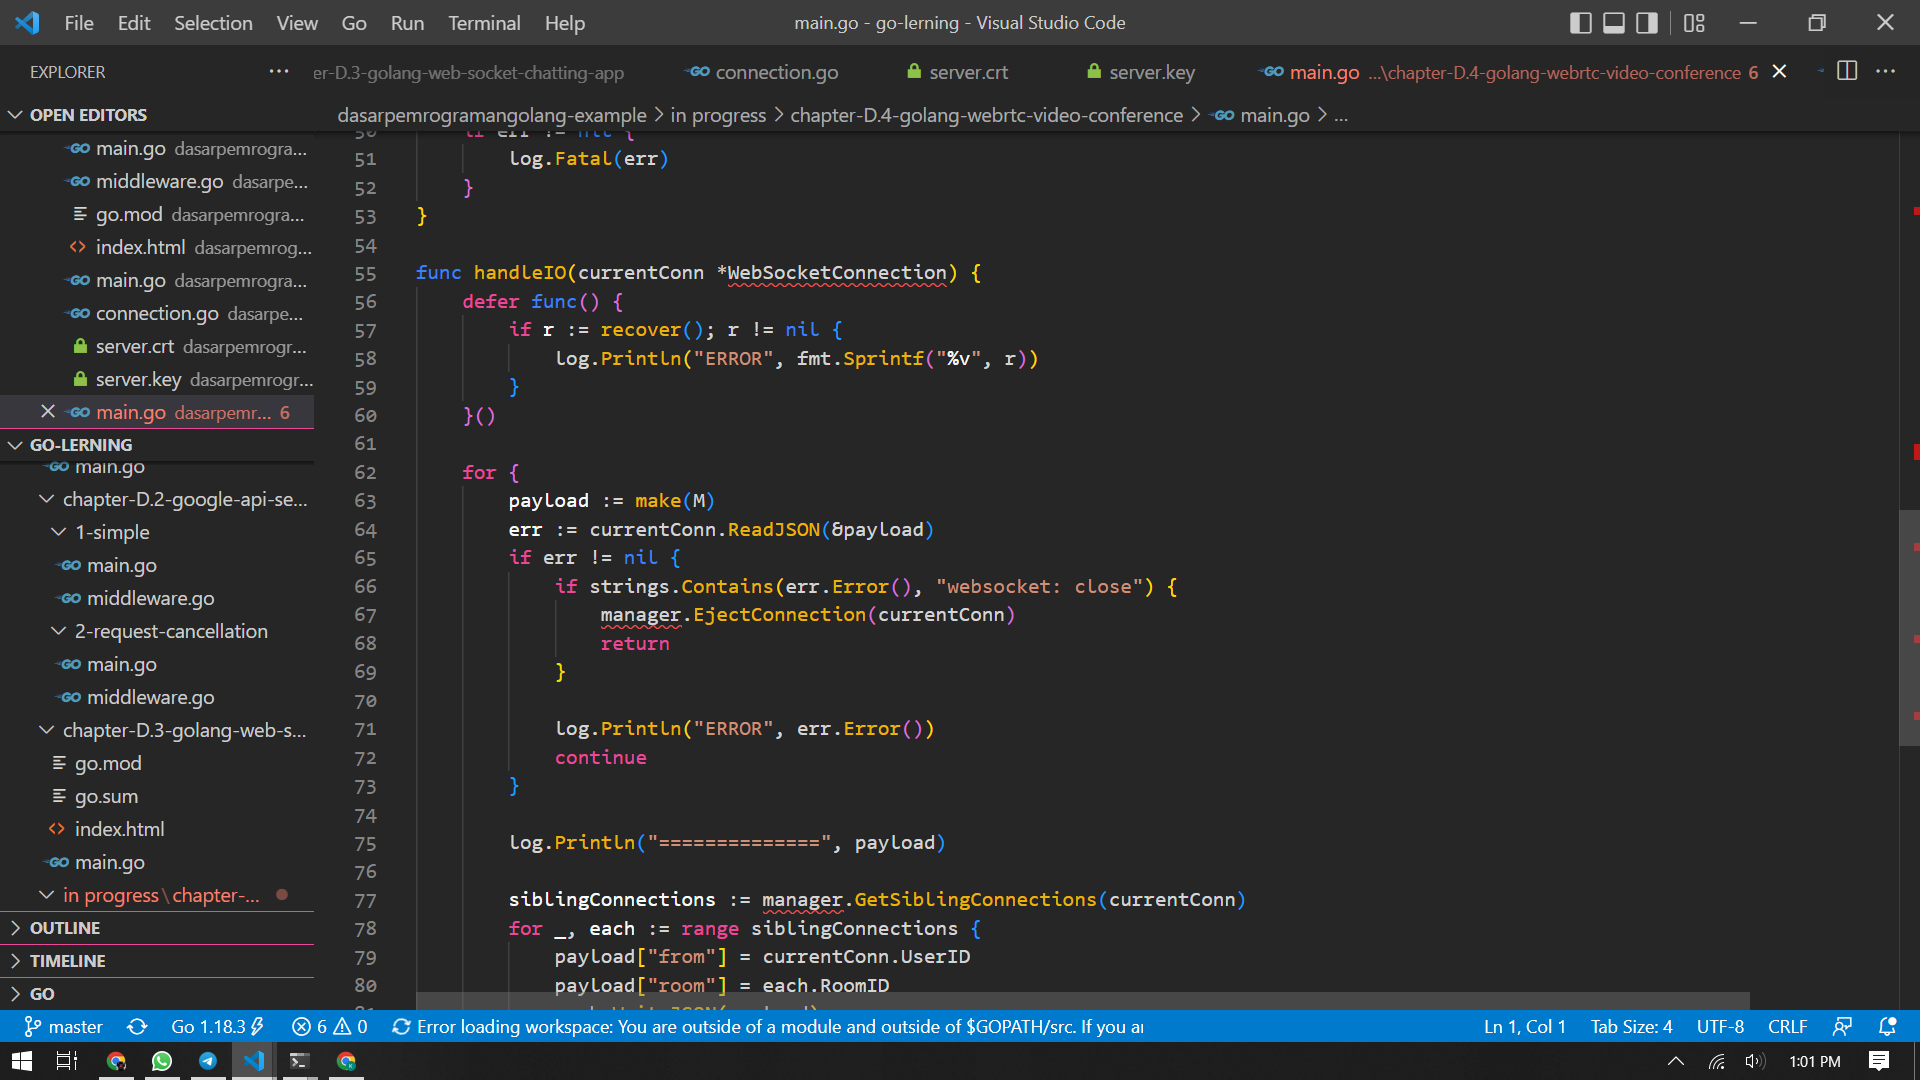 File Edit Selection View Go Run Terminal Help
main.go - go-lerning - Visual Studio Code
EXPLORER
er-D.3-golang-web-socket-chatting-app
connection.go
server.crt
server.key
main.go ...\chapter-D.4-golang-webrtc-video-conference 6
OPEN EDITORS
main.go dasarpemrogra...
middleware.go dasarpe...
go.mod dasarpemrogra...
index.html dasarpemrog...
main.go dasarpemrogra...
connection.go dasarpe...
server.crt dasarpemrogr...
server.key dasarpemrogr...
main.go dasarpemr... 6
GO-LERNING
main.go
chapter-D.2-google-api-se...
1-simple
main.go
middleware.go
2-request-cancellation
main.go
middleware.go
chapter-D.3-golang-web-s...
go.mod
go.sum
index.html
main.go
in progress\chapter-...
OUTLINE
TIMELINE
GO
dasarpemrogramangolang-example > in progress > chapter-D.4-golang-webrtc-video-conference > main.go > ...
50 if err != nil {
51 log.Fatal(err)
52 }
53 }
54
55 func handleIO(currentConn *WebSocketConnection) {
56 defer func() {
57 if r := recover(); r != nil {
58 log.Println("ERROR", fmt.Sprintf("%v", r))
59 }
60 }()
61
62 for {
63 payload := make(M)
64 err := currentConn.ReadJSON(&payload)
65 if err != nil {
66 if strings.Contains(err.Error(), "websocket: close") {
67 manager.EjectConnection(currentConn)
68 return
69 }
70
71 log.Println("ERROR", err.Error())
72 continue
73 }
74
75 log.Println("==============", payload)
76
77 siblingConnections := manager.GetSiblingConnections(currentConn)
78 for _, each := range siblingConnections {
79 payload["from"] = currentConn.UserID
80 payload["room"] = each.RoomID
master Go 1.18.3 6 0 Error loading workspace: You are outside of a module and outside of $GOPATH/src. If you ar
Ln 1, Col 1 Tab Size: 4 UTF-8 CRLF
1:01 PM